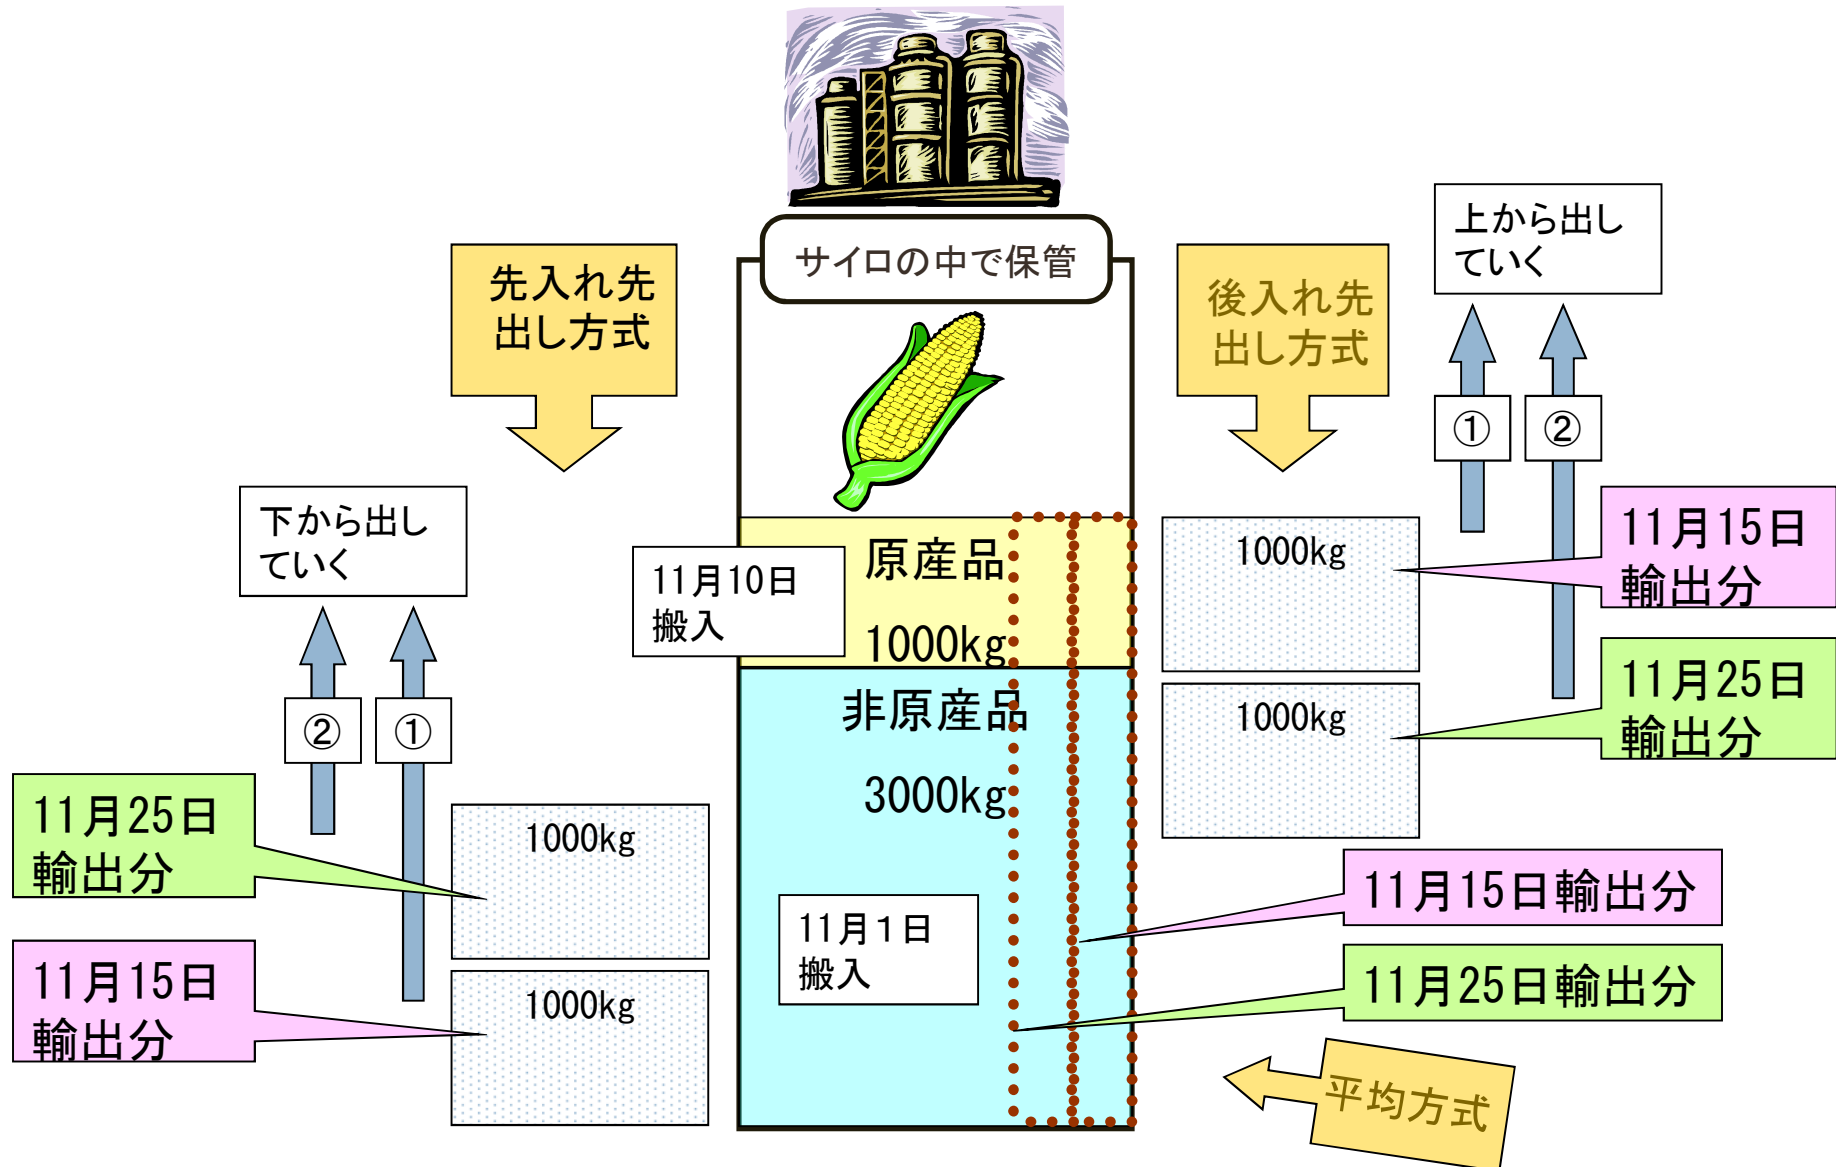 サイロの中で保管
先入れ先
出し方式
後入れ先
出し方式
上から出し
ていく
①
②
下から出し
ていく
②
①
11月10日
搬入
原産品
1000kg
非原産品
3000kg
11月１日
搬入
1000kg
11月15日
輸出分
1000kg
11月25日
輸出分
11月25日
輸出分
1000kg
11月15日
輸出分
1000kg
11月15日輸出分
11月25日輸出分
平均方式